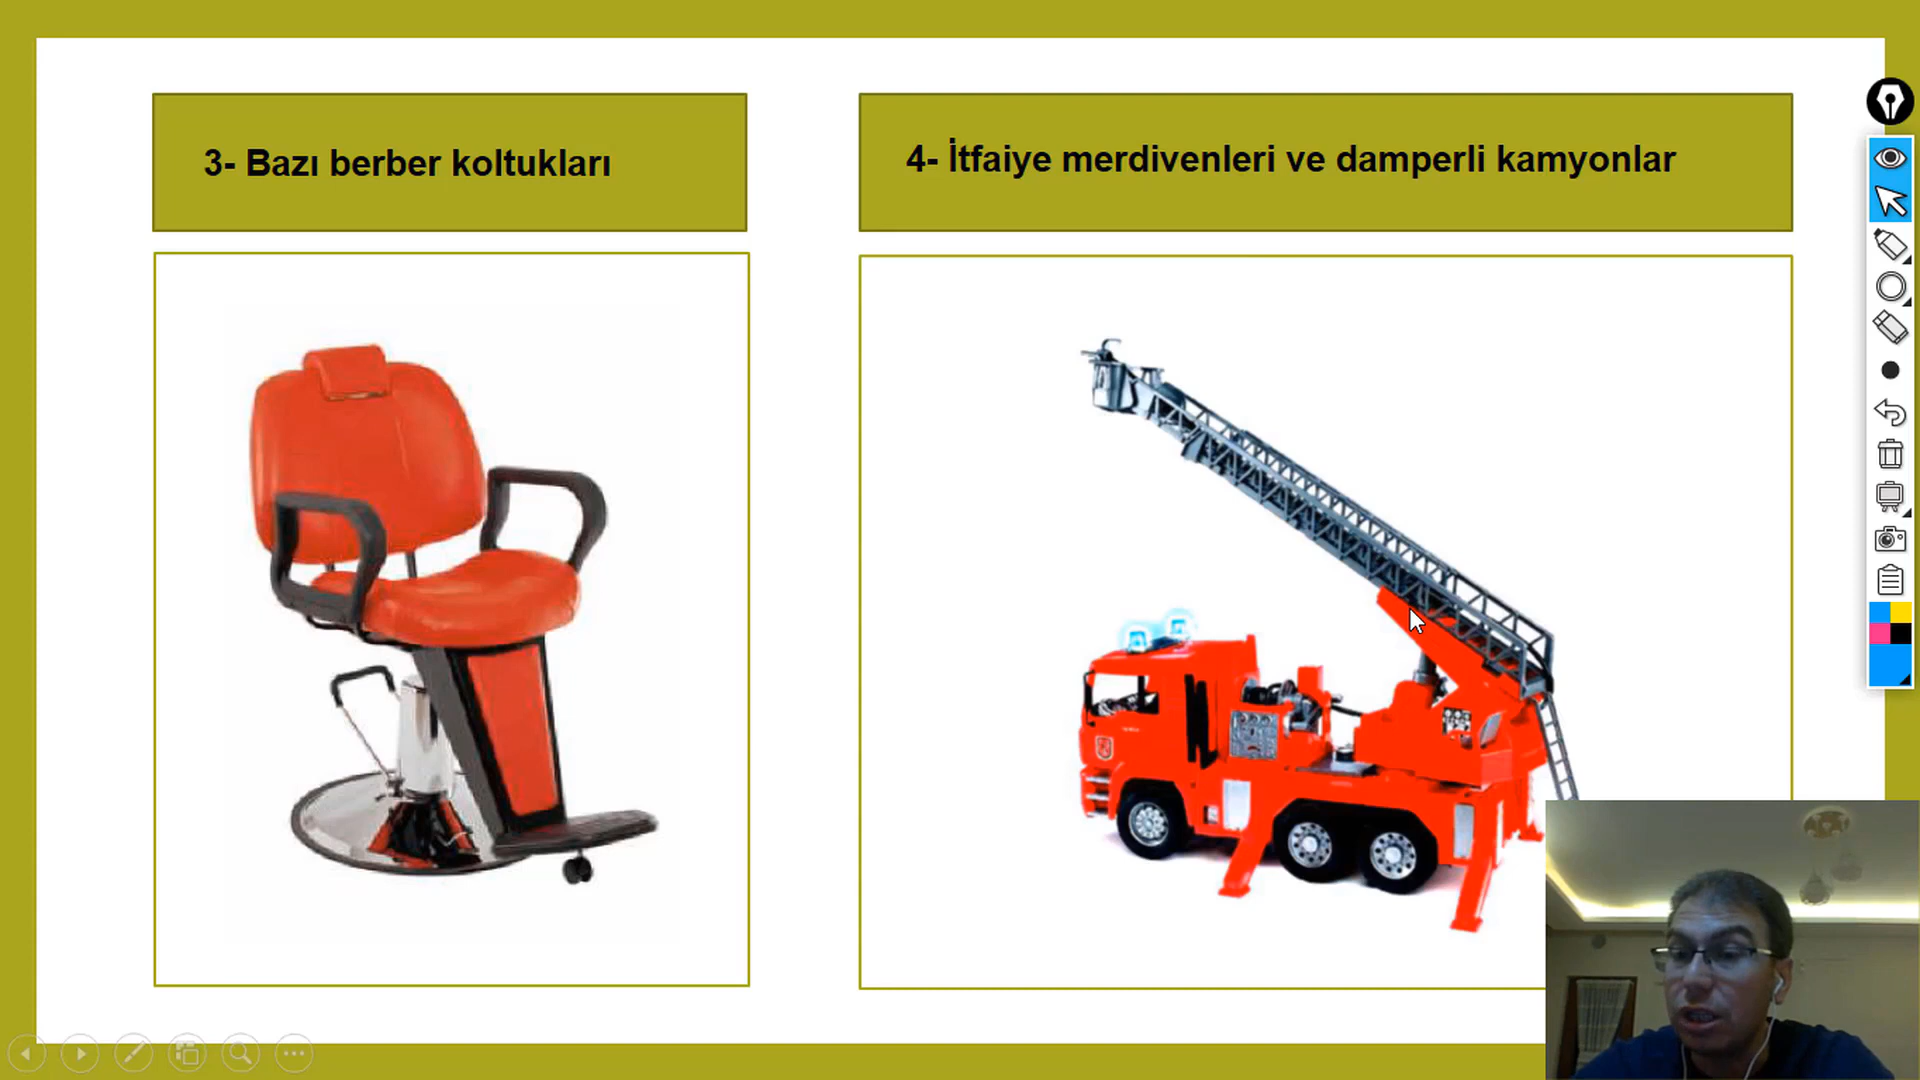 3- Bazı berber koltukları
4- İtfaiye merdivenleri ve damperli kamyonlar